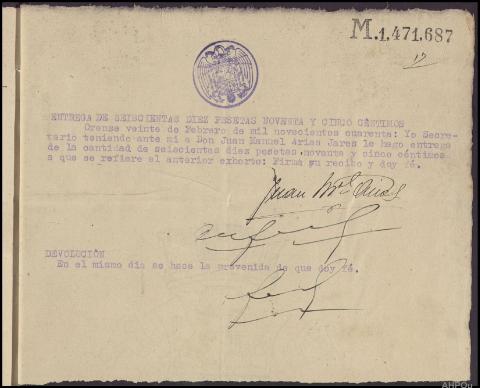 M.1.471.687
12
ENTREGA DE SEISCIENTAS DIEZ PESETAS NOVENTA Y CINCO CÉNTIMOS
Orense veinte de Febrero de mil novecientos cuarenta: Yo Secre-
tario teniendo ante mi a Don Juan Manuel Arias Jares le hago entrega
de la cantidad de seiscientas diez pesetas, noventa y cinco céntimos
a que se refiere el anterior exhorto: Firma su recibo y doy fé.
Juan Ml Arias
DEVOLUCIÓN
En el mismo dia se hace la prevenida de que doy fé.
AHPOu